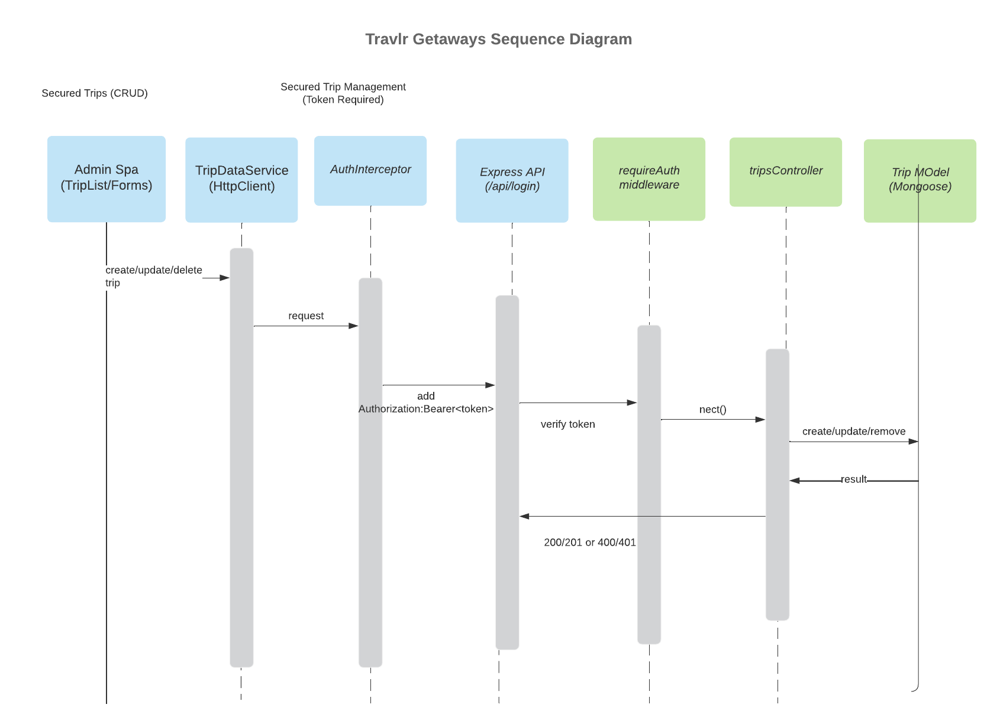 Travlr Getaways Sequence Diagram
Secured Trips (CRUD)
Secured Trip Management
(Token Required)
Admin Spa
(TripList/Forms)
TripDataService
(HttpClient)
AuthInterceptor
Express API
(/api/login)
requireAuth
middleware
tripsController
Trip MOdel
(Mongoose)
create/update/delete
trip
request
add
Authorization:Bearer<token>
verify token
nect()
create/update/remove
result
200/201 or 400/401